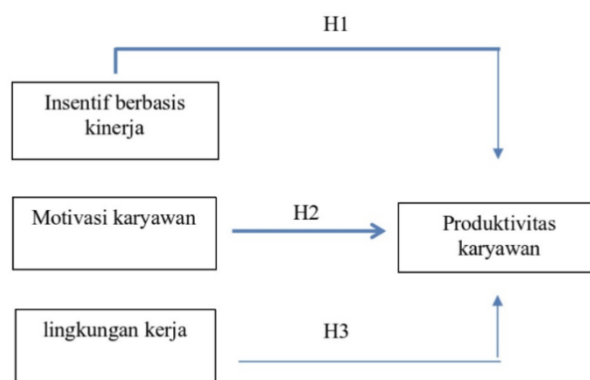 H1
Insentif berbasis
kinerja
Motivasi karyawan
H2
Produktivitas
karyawan
lingkungan kerja
H3